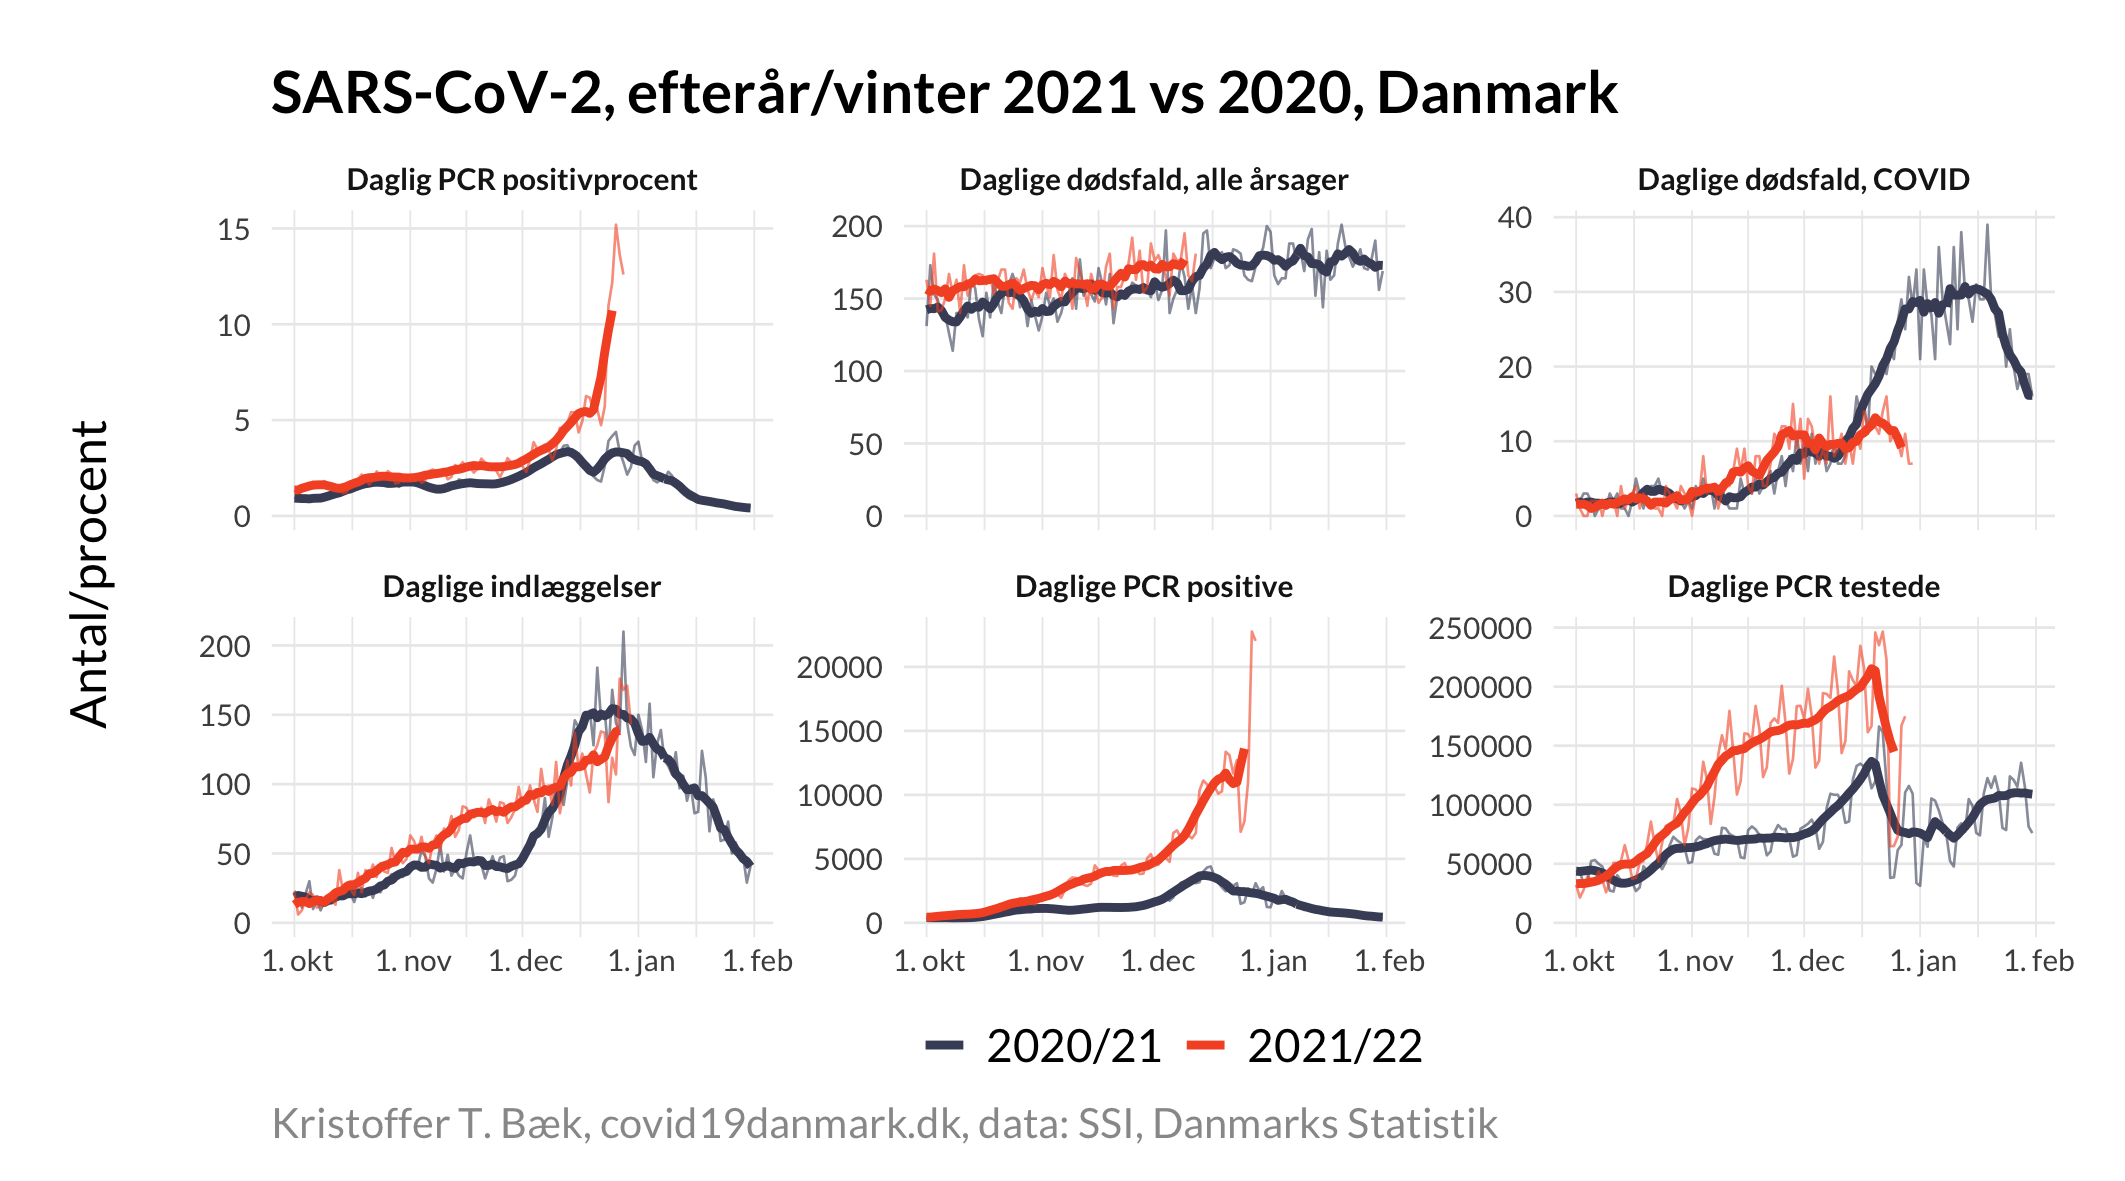 SARS-CoV-2, efterår/vinter 2021 vs 2020, Danmark
Antal/procent
Daglig PCR positivprocent
15
10
5
0
Daglige dødsfald, alle årsager
200
150
100
50
0
Daglige dødsfald, COVID
40
30
20
10
0
Daglige indlæggelser
200
150
100
50
0
1. okt 1. nov 1. dec 1. jan 1. feb
Daglige PCR positive
20000
15000
10000
5000
0
1. okt 1. nov 1. dec 1. jan 1. feb
Daglige PCR testede
250000
200000
150000
100000
50000
0
1. okt 1. nov 1. dec 1. jan 1. feb
2020/21 2021/22
Kristoffer T. Bæk, covid19danmark.dk, data: SSI, Danmarks Statistik